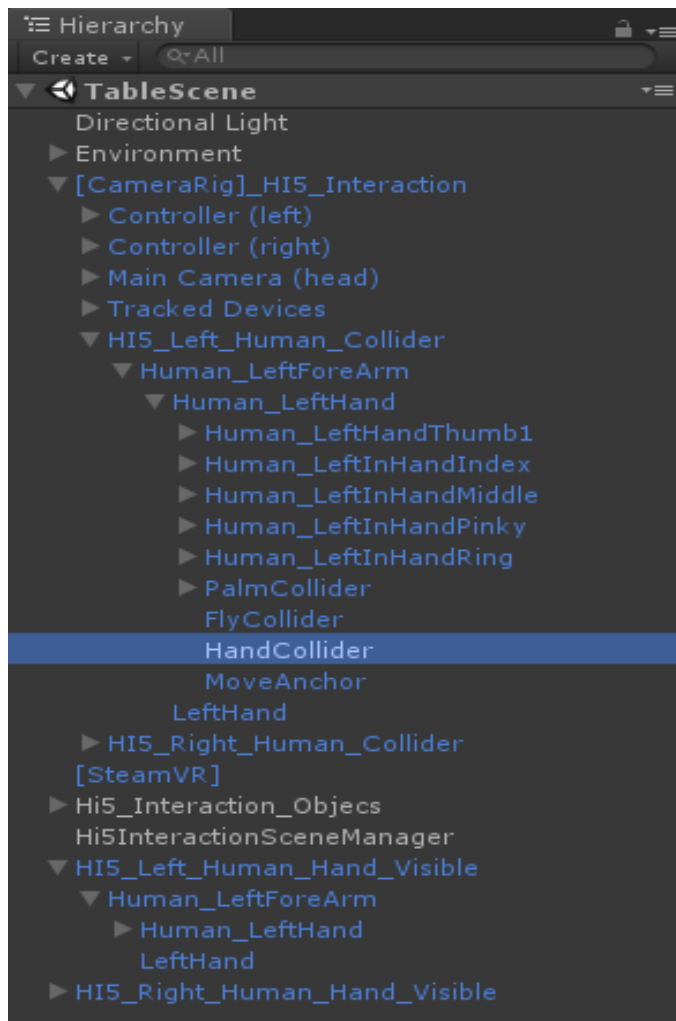 Hierarchy
Create
All
TableScene
Directional Light
Environment
[CameraRig]_HI5_Interaction
Controller (left)
Controller (right)
Main Camera (head)
Tracked Devices
HI5_Left_Human_Collider
Human_LeftForeArm
Human_LeftHand
Human_LeftHandThumb1
Human_LeftInHandIndex
Human_LeftInHandMiddle
Human_LeftInHandPinky
Human_LeftInHandRing
PalmCollider
FlyCollider
HandCollider
MoveAnchor
LeftHand
HI5_Right_Human_Collider
[SteamVR]
Hi5_Interaction_Objecs
Hi5InteractionSceneManager
HI5_Left_Human_Hand_Visible
Human_LeftForeArm
Human_LeftHand
LeftHand
HI5_Right_Human_Hand_Visible